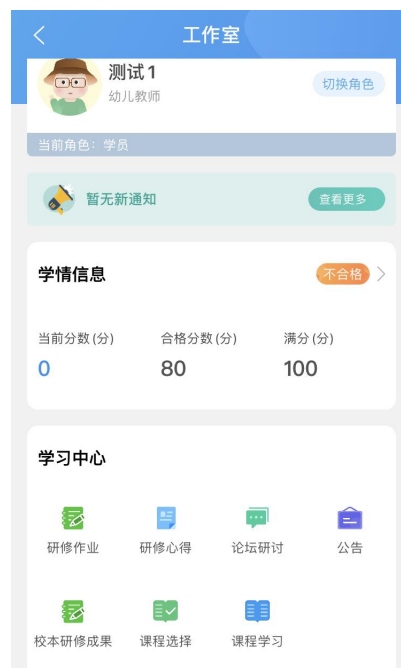 工作室
测试1
幼儿教师
切换角色
当前角色：学员
暂无新通知
查看更多
学情信息
不合格
当前分数(分) 合格分数(分) 满分(分)
0 80 100
学习中心
研修作业 研修心得 论坛研讨 公告
校本研修成果 课程选择 课程学习